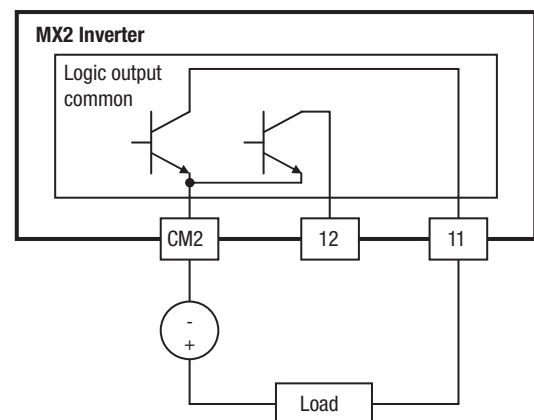 MX2 Inverter
Logic output
common
CM2
12
11
-
+
Load